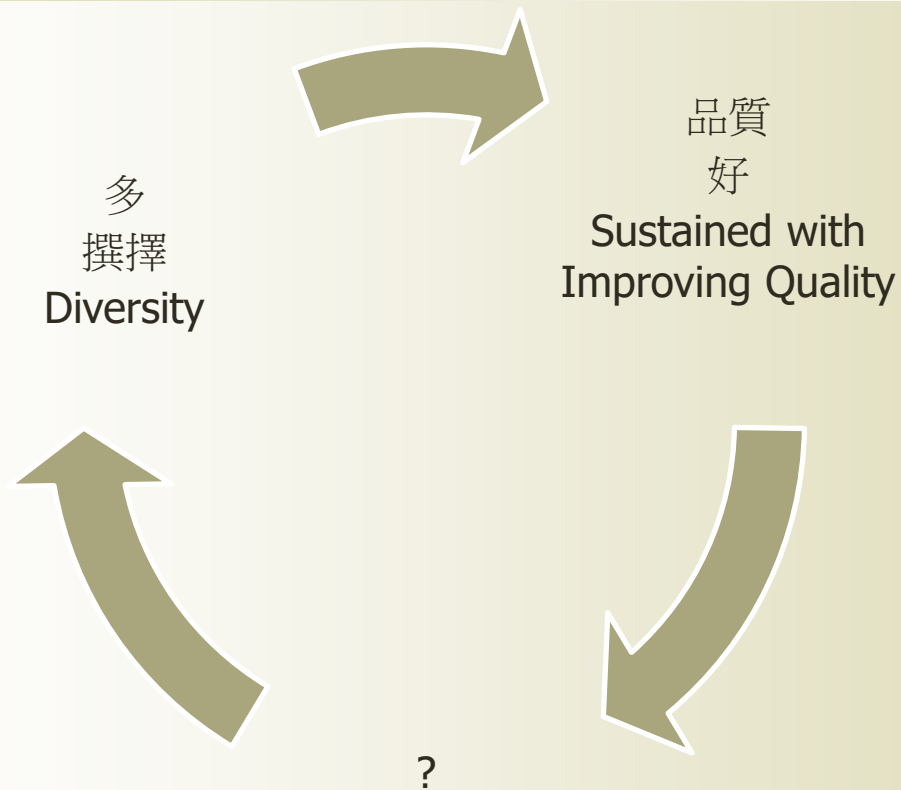 多
撰擇
Diversity
品質
好
Sustained with
Improving Quality
?